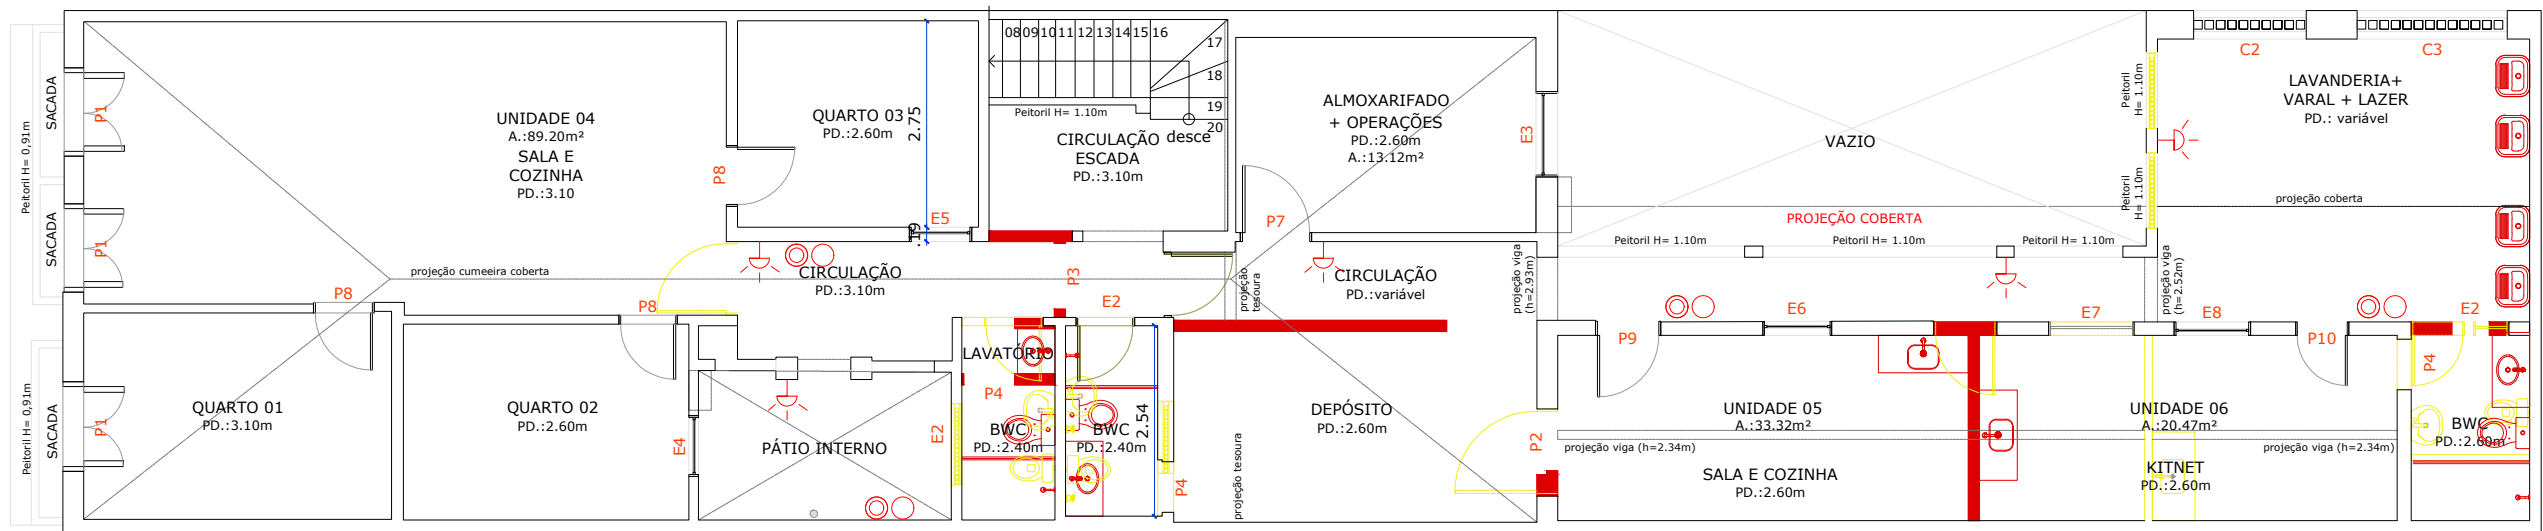 SACADA
SACADA
SACADA
Peitoril H= 0,91m
Peitoril H= 0,91m
P1
P1
P1
UNIDADE 04
A.:89.20m²
SALA E
COZINHA
PD.:3.10
P8
QUARTO 03
PD.:2.60m
2.75
.19
E5
08 09 10 11 12 13 14 15 16
17
18
19
20
Peitoril H= 1.10m
CIRCULAÇÃO
ESCADA
PD.:3.10m
desce
ALMOXARIFADO
+ OPERAÇÕES
PD.:2.60m
A.:13.12m²
E3
P7
VAZIO
PROJEÇÃO COBERTA
Peitoril H= 1.10m
Peitoril H= 1.10m
Peitoril H= 1.10m
Peitoril
H= 1.10m
Peitoril
H= 1.10m
C2
C3
LAVANDERIA+
VARAL + LAZER
PD.: variável
projeção coberta
projeção cumeeira coberta
CIRCULAÇÃO
PD.:3.10m
P3
E2
projeção
tesoura
CIRCULAÇÃO
PD.:variável
projeção viga
(h=2.93m)
projeção viga
(h=2.52m)
P8
P8
QUARTO 01
PD.:3.10m
QUARTO 02
PD.:2.60m
E4
PÁTIO INTERNO
E2
LAVATÓRIO
P4
BWC
PD.:2.40m
BWC
PD.:2.40m
2.54
P4
projeção tesoura
DEPÓSITO
PD.:2.60m
P2
P9
E6
E7
E8
P10
E2
P4
UNIDADE 05
A.:33.32m²
projeção viga (h=2.34m)
SALA E COZINHA
PD.:2.60m
UNIDADE 06
A.:20.47m²
projeção viga (h=2.34m)
KITNET
PD.:2.60m
BWC
PD.:2.60m